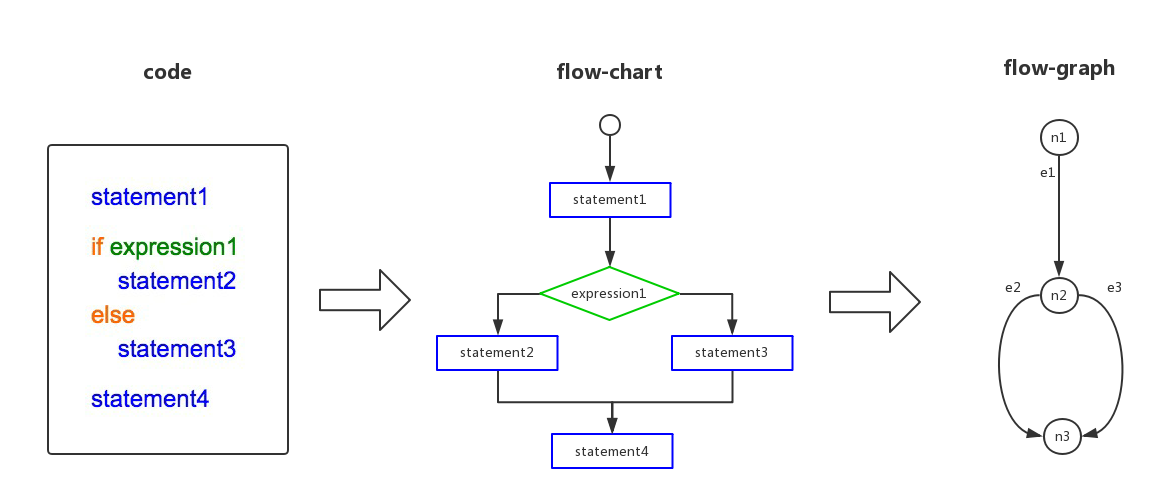 code
statement1
if expression1
statement2
else
statement3
statement4
flow-chart
statement1
expression1
statement2
statement3
statement4
flow-graph
n1
e1
e2
n2
e3
n3